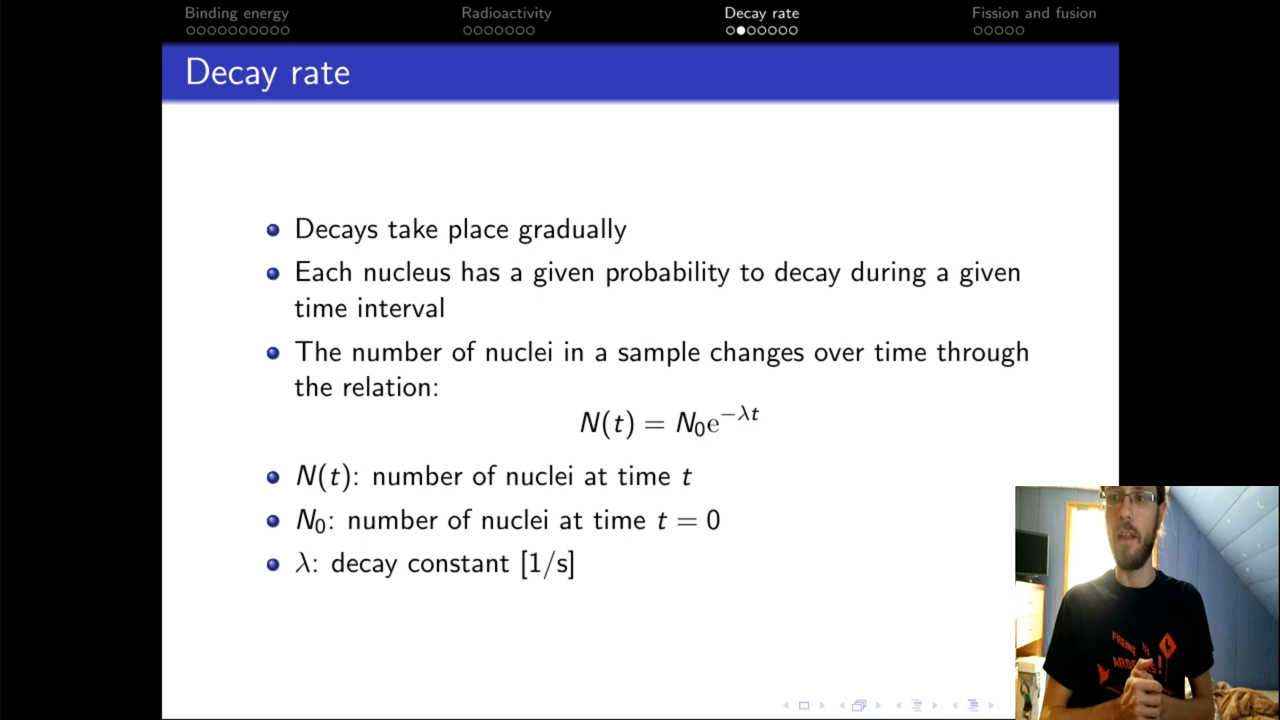 Binding energy
Radioactivity
Decay rate
Fission and fusion
Decay rate
Decays take place gradually
Each nucleus has a given probability to decay during a given
time interval
The number of nuclei in a sample changes over time through
the relation:
N(t) = N₀e^{−λt}
N(t): number of nuclei at time t
N₀: number of nuclei at time t = 0
λ: decay constant [1/s]